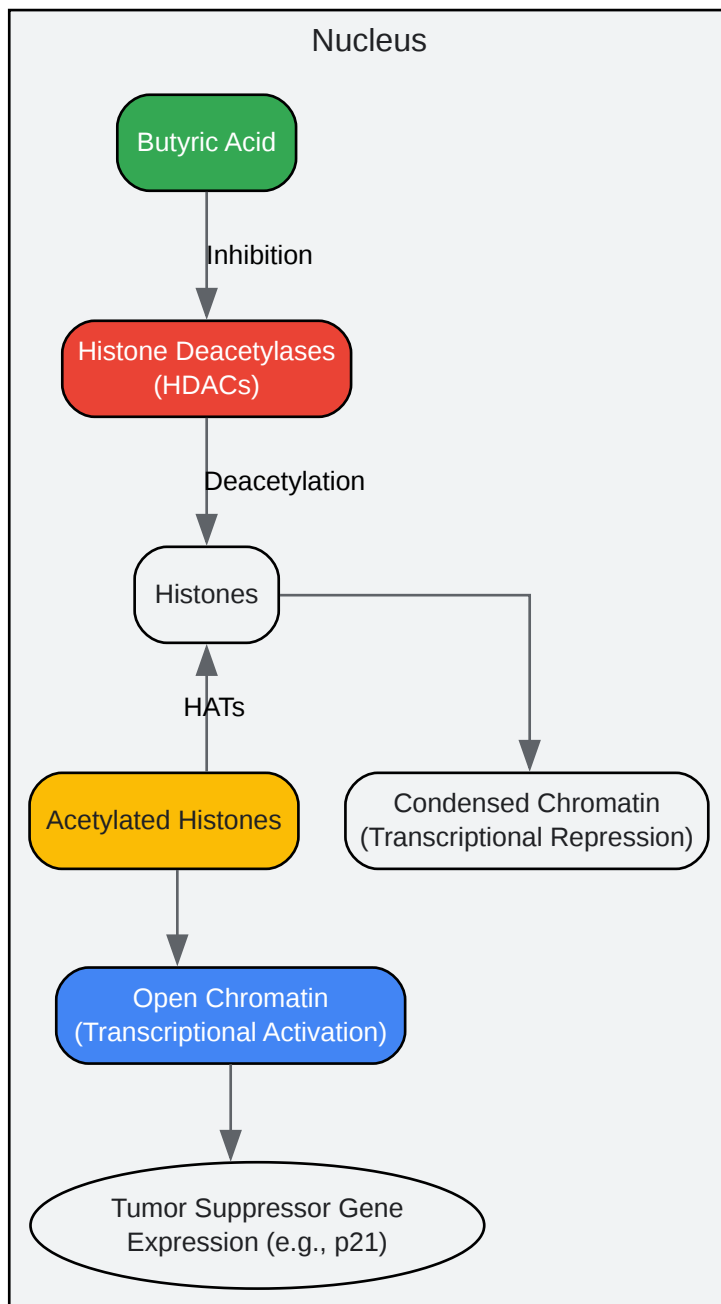 Nucleus
Butyric Acid
Inhibition
Histone Deacetylases
(HDACs)
Deacetylation
Histones
HATs
Acetylated Histones
Condensed Chromatin
(Transcriptional Repression)
Open Chromatin
(Transcriptional Activation)
Tumor Suppressor Gene
Expression (e.g., p21)